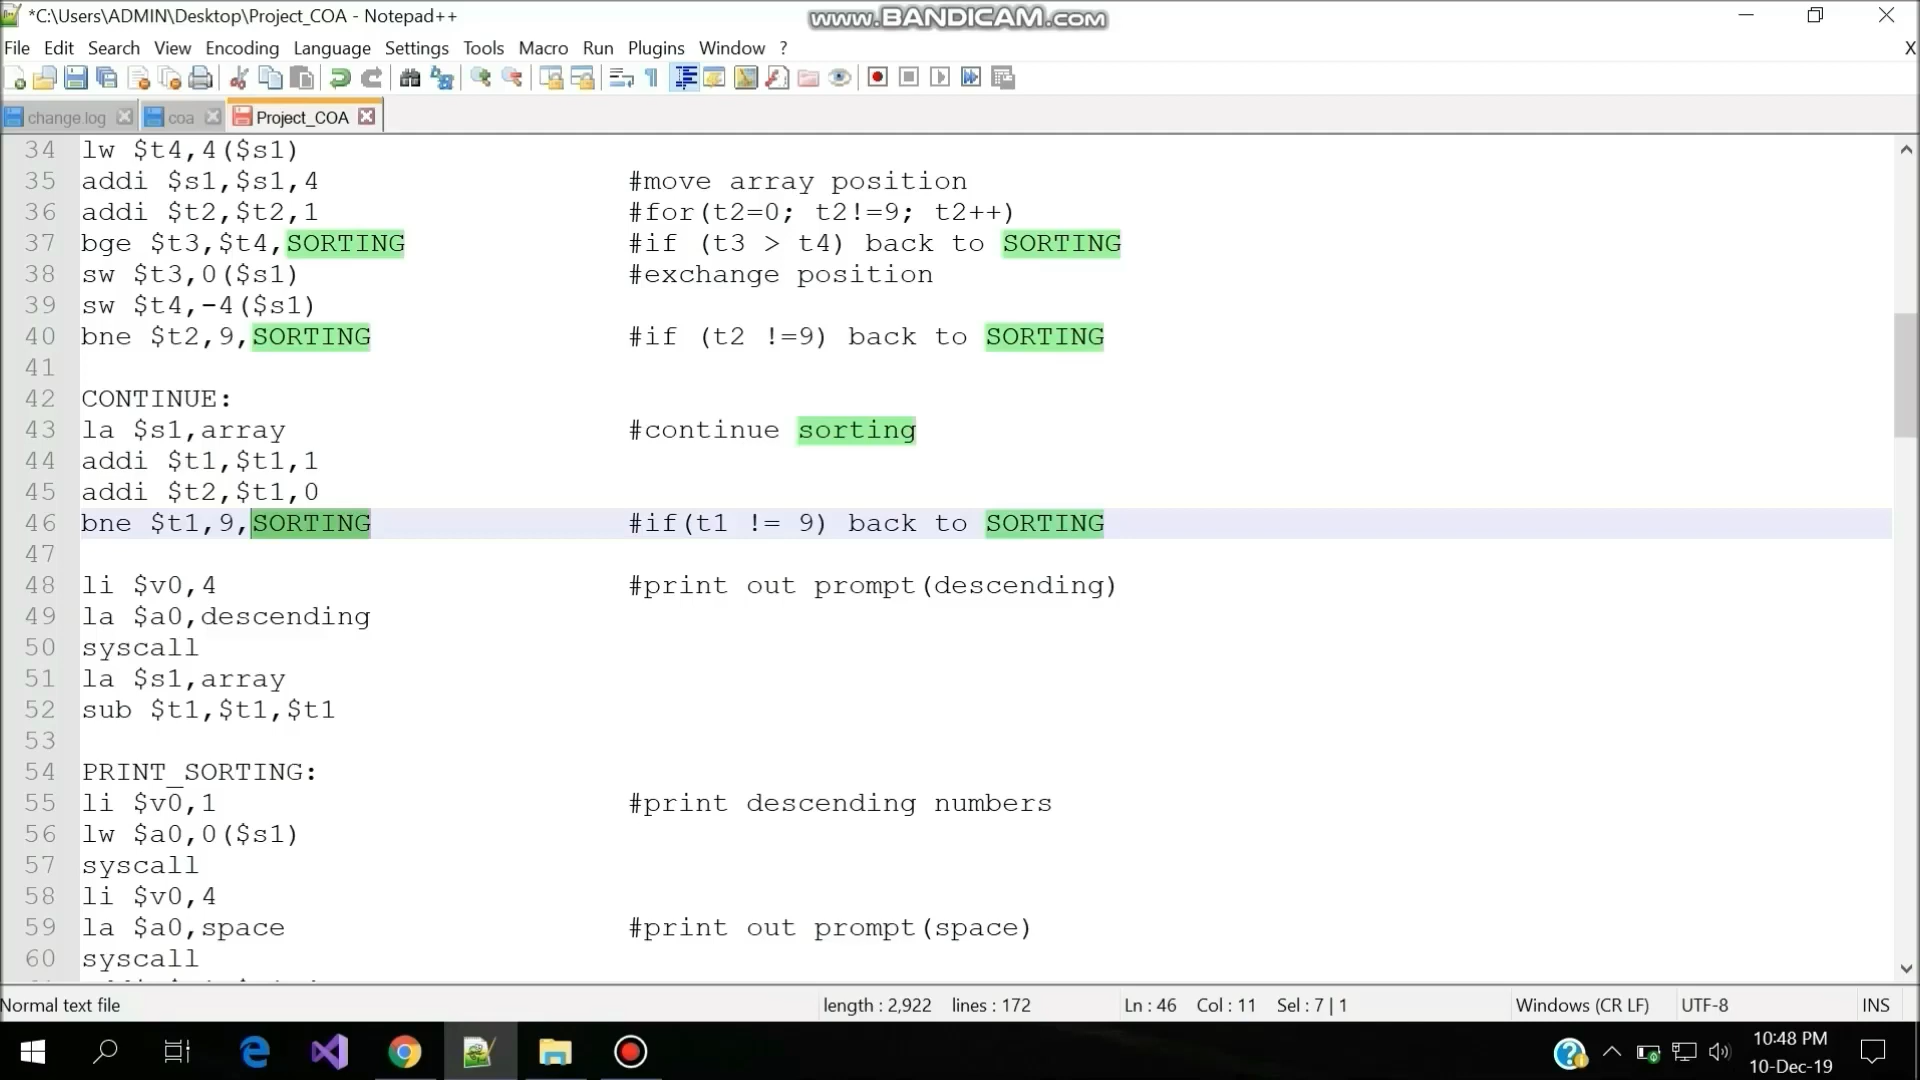 *C:\Users\ADMIN\Desktop\Project_COA - Notepad++
www.BANDICAM.com
File Edit Search View Encoding Language Settings Tools Macro Run Plugins Window ? X
change.log coa Project_COA
34 lw $t4,4($s1)
35 addi $s1,$s1,4 #move array position
36 addi $t2,$t2,1 #for(t2=0; t2!=9; t2++)
37 bge $t3,$t4,SORTING #if (t3 > t4) back to SORTING
38 sw $t3,0($s1) #exchange position
39 sw $t4,-4($s1)
40 bne $t2,9,SORTING #if (t2 !=9) back to SORTING
41
42 CONTINUE:
43 la $s1,array #continue sorting
44 addi $t1,$t1,1
45 addi $t2,$t1,0
46 bne $t1,9,SORTING #if(t1 != 9) back to SORTING
47
48 li $v0,4 #print out prompt(descending)
49 la $a0,descending
50 syscall
51 la $s1,array
52 sub $t1,$t1,$t1
53
54 PRINT_SORTING:
55 li $v0,1 #print descending numbers
56 lw $a0,0($s1)
57 syscall
58 li $v0,4
59 la $a0,space #print out prompt(space)
60 syscall
Normal text file length : 2,922 lines : 172 Ln : 46 Col : 11 Sel : 7 | 1 Windows (CR LF) UTF-8 INS
10:48 PM
10-Dec-19